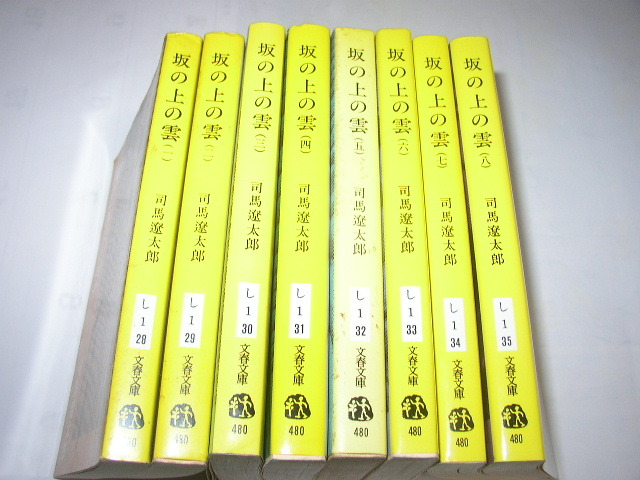 坂の上の雲(一)
司馬遼太郎
し
1
28
文春文庫
坂の上の雲(二)
司馬遼太郎
し
1
29
文春文庫
480
坂の上の雲(三)
司馬遼太郎
し
1
30
文春文庫
480
坂の上の雲(四)
司馬遼太郎
し
1
31
文春文庫
480
坂の上の雲(五)
司馬遼太郎
し
1
32
文春文庫
480
坂の上の雲(六)
司馬遼太郎
し
1
33
文春文庫
480
坂の上の雲(七)
司馬遼太郎
し
1
34
文春文庫
480
坂の上の雲(八)
司馬遼太郎
し
1
35
文春文庫
480